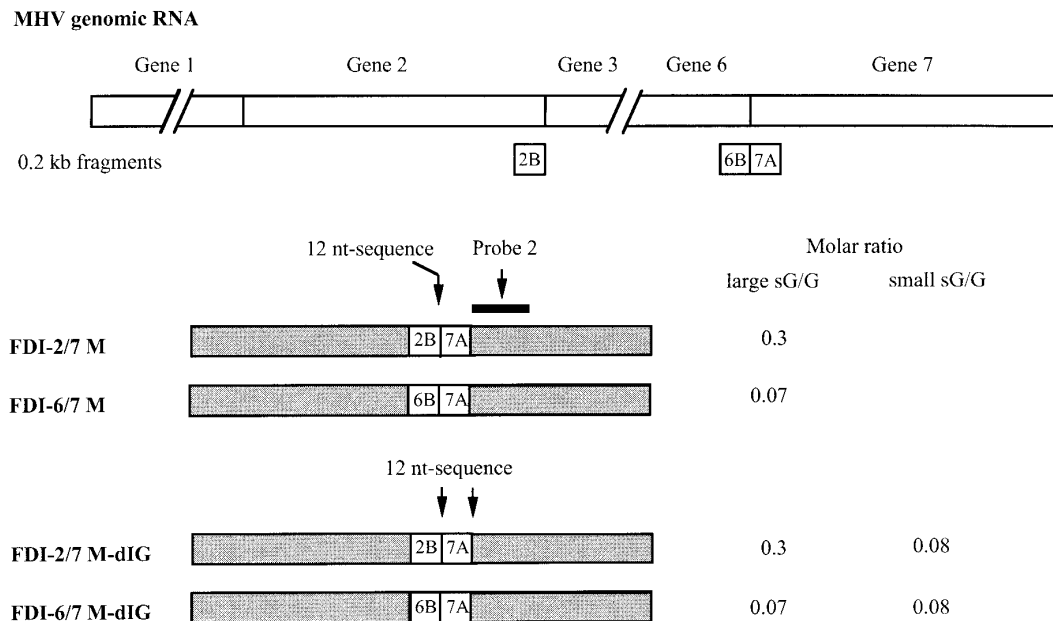 MHV genomic RNA
Gene 1 Gene 2 Gene 3 Gene 6 Gene 7
0.2 kb fragments 2B 6B 7A
12 nt-sequence Probe 2 Molar ratio
large sG/G small sG/G
FDI-2/7 M 2B 7A 0.3
FDI-6/7 M 6B 7A 0.07
12 nt-sequence
FDI-2/7 M-dIG 2B 7A 0.3 0.08
FDI-6/7 M-dIG 6B 7A 0.07 0.08